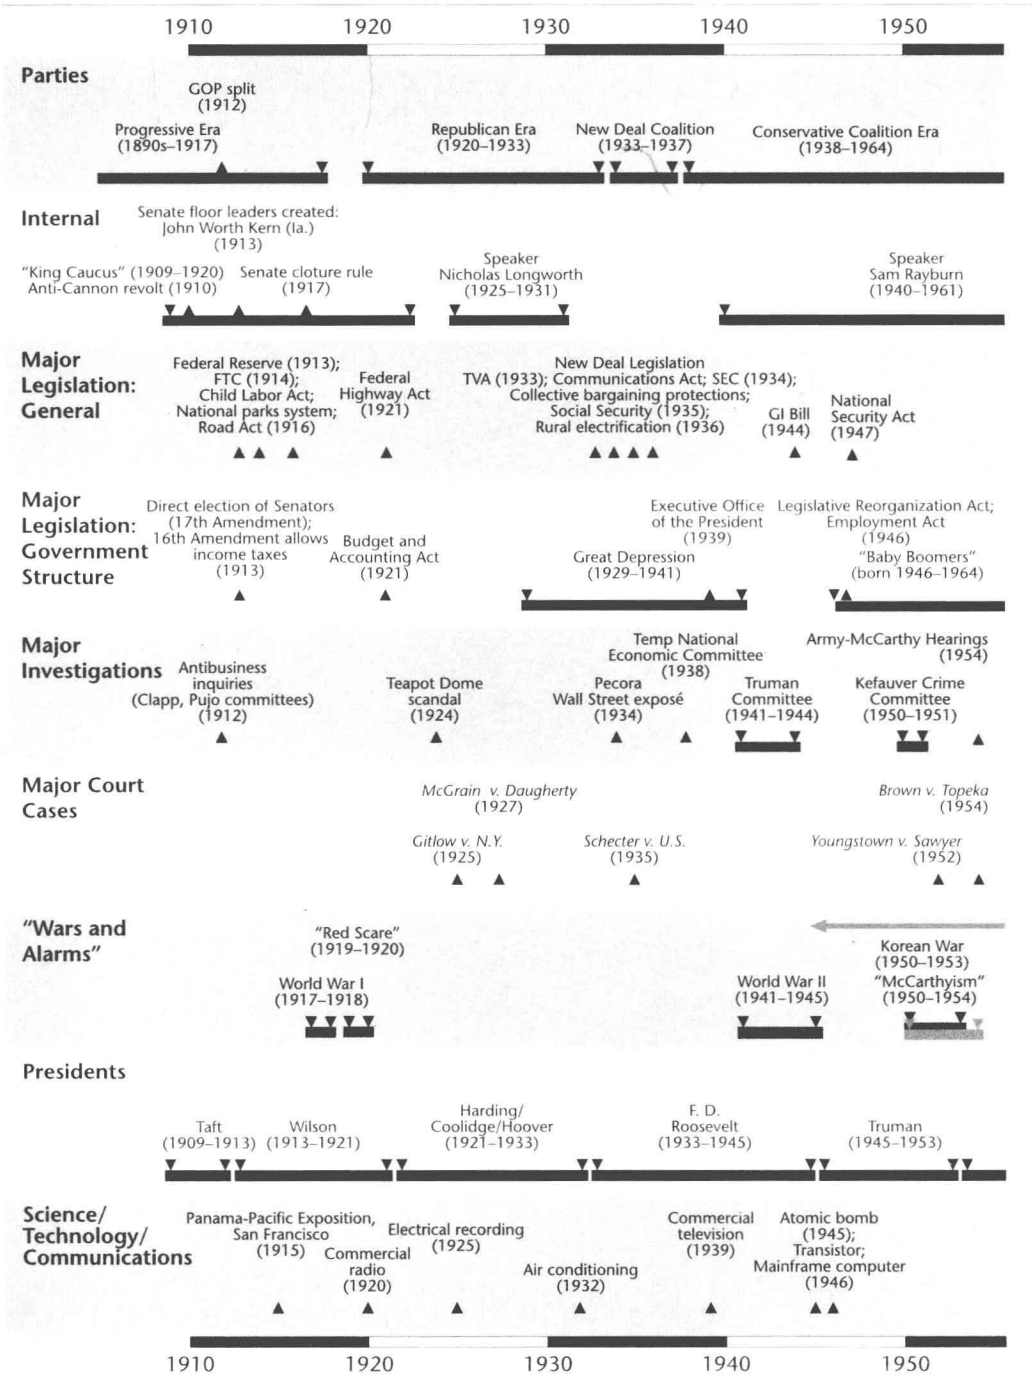 1910 1920 1930 1940 1950
Parties
GOP split
(1912)
Progressive Era
(1890s–1917)
Republican Era
(1920–1933)
New Deal Coalition
(1933–1937)
Conservative Coalition Era
(1938–1964)
Internal
Senate floor leaders created:
John Worth Kern (Ia.)
(1913)
"King Caucus" (1909–1920)
Anti-Cannon revolt (1910)
Senate cloture rule
(1917)
Speaker
Nicholas Longworth
(1925–1931)
Speaker
Sam Rayburn
(1940–1961)
Major
Legislation:
General
Federal Reserve (1913);
FTC (1914);
Child Labor Act;
National parks system;
Road Act (1916)
Federal
Highway Act
(1921)
New Deal Legislation
TVA (1933); Communications Act; SEC (1934);
Collective bargaining protections;
Social Security (1935);
Rural electrification (1936)
GI Bill
(1944)
National
Security Act
(1947)
Major
Legislation:
Government
Structure
Direct election of Senators
(17th Amendment);
16th Amendment allows
income taxes
(1913)
Budget and
Accounting Act
(1921)
Great Depression
(1929–1941)
Executive Office
of the President
(1939)
Legislative Reorganization Act;
Employment Act
(1946)
"Baby Boomers"
(born 1946–1964)
Major
Investigations
Antibusiness
inquiries
(Clapp, Pujo committees)
(1912)
Teapot Dome
scandal
(1924)
Pecora
Wall Street exposé
(1934)
Temp National
Economic Committee
(1938)
Truman
Committee
(1941–1944)
Army-McCarthy Hearings
(1954)
Kefauver Crime
Committee
(1950–1951)
Major Court
Cases
McGrain v. Daugherty
(1927)
Brown v. Topeka
(1954)
Gitlow v. N.Y.
(1925)
Schecter v. U.S.
(1935)
Youngstown v. Sawyer
(1952)
"Wars and
Alarms"
"Red Scare"
(1919–1920)
World War I
(1917–1918)
World War II
(1941–1945)
Korean War
(1950–1953)
"McCarthyism"
(1950–1954)
Presidents
Taft
(1909–1913)
Wilson
(1913–1921)
Harding/
Coolidge/Hoover
(1921–1933)
F. D.
Roosevelt
(1933–1945)
Truman
(1945–1953)
Science/
Technology/
Communications
Panama-Pacific Exposition,
San Francisco
(1915)
Commercial
radio
(1920)
Electrical recording
(1925)
Air conditioning
(1932)
Commercial
television
(1939)
Atomic bomb
(1945);
Transistor;
Mainframe computer
(1946)
1910 1920 1930 1940 1950